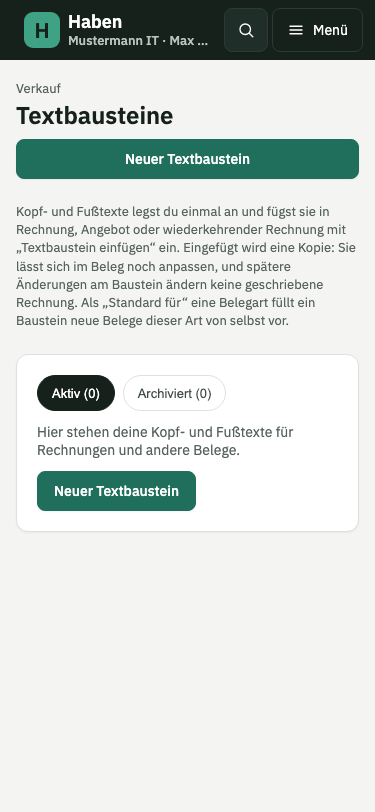 H
Haben
Mustermann IT · Max ...
Menü
Verkauf
Textbausteine
Neuer Textbaustein
Kopf- und Fußtexte legst du einmal an und fügst sie in
Rechnung, Angebot oder wiederkehrender Rechnung mit
„Textbaustein einfügen“ ein. Eingefügt wird eine Kopie: Sie
lässt sich im Beleg noch anpassen, und spätere
Änderungen am Baustein ändern keine geschriebene
Rechnung. Als „Standard für“ eine Belegart füllt ein
Baustein neue Belege dieser Art von selbst vor.
Aktiv (0)
Archiviert (0)
Hier stehen deine Kopf- und Fußtexte für
Rechnungen und andere Belege.
Neuer Textbaustein